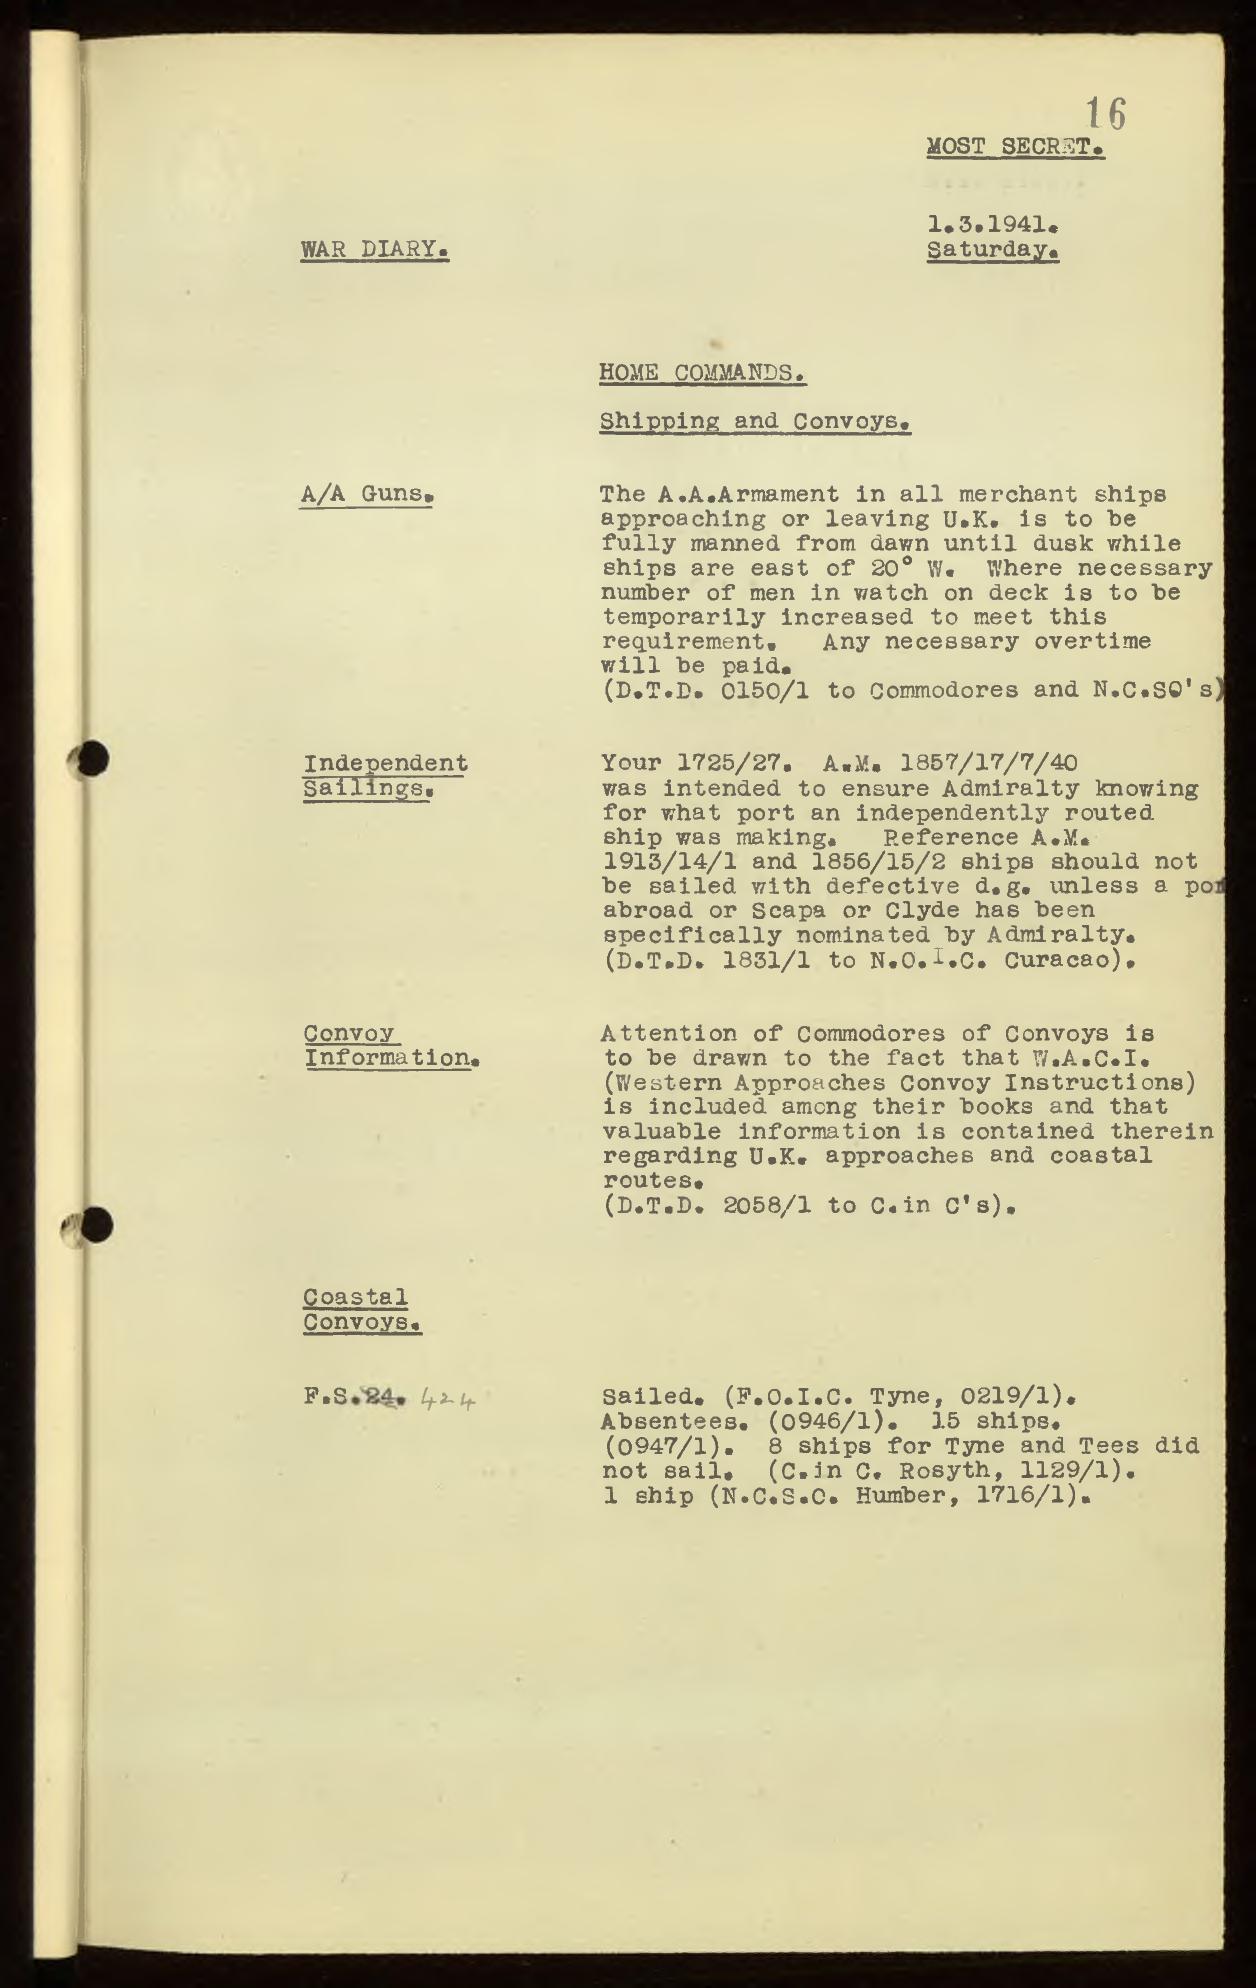 16
MOST SECRET.
1.3.1941.
WAR DIARY. Saturday.
HOME COMMANDS.
Shipping and Convoys.
A/A Guns. The A.A.Armament in all merchant ships
approaching or leaving U.K. is to be
fully manned from dawn until dusk while
ships are east of 20° W. Where necessary
number of men in watch on deck is to be
temporarily increased to meet this
requirement. Any necessary overtime
will be paid.
(D.T.D. 0150/1 to Commodores and N.C.SO's)
Independent Your 1725/27. A.M. 1857/17/7/40
Sailings. was intended to ensure Admiralty knowing
for what port an independently routed
ship was making. Reference A.M.
1913/14/1 and 1856/15/2 ships should not
be sailed with defective d.g. unless a port
abroad or Scapa or Clyde has been
specifically nominated by Admiralty.
(D.T.D. 1831/1 to N.O.I.C. Curacao).
Convoy Attention of Commodores of Convoys is
Information. to be drawn to the fact that W.A.C.I.
(Western Approaches Convoy Instructions)
is included among their books and that
valuable information is contained therein
regarding U.K. approaches and coastal
routes.
(D.T.D. 2058/1 to C.in C's).
Coastal
Convoys.
F.S.24. 424 Sailed. (F.O.I.C. Tyne, 0219/1).
Absentees. (0946/1). 15 ships.
(0947/1). 8 ships for Tyne and Tees did
not sail. (C.in C. Rosyth, 1129/1).
1 ship (N.C.S.O. Humber, 1716/1).